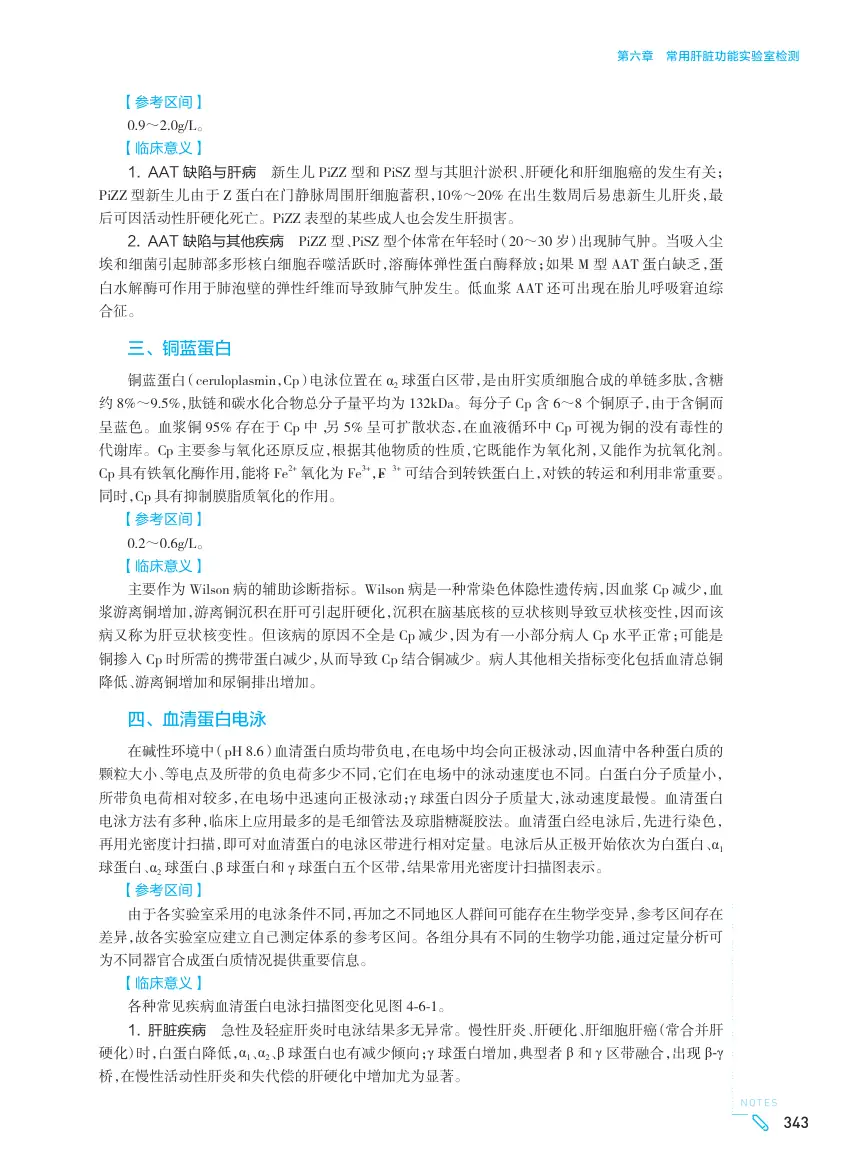 第六章 常用肝脏功能实验室检测
【参考区间】
0.9～2.0g/L。
【临床意义】
1. AAT 缺陷与肝病 新生儿 PiZZ 型和 PiSZ 型与其胆汁淤积、肝硬化和肝细胞癌的发生有关；
PiZZ 型新生儿由于 Z 蛋白在门静脉周围肝细胞蓄积，10%～20% 在出生数周后易患新生儿肝炎，最
后可因活动性肝硬化死亡。PiZZ 表型的某些成人也会发生肝损害。
2. AAT 缺陷与其他疾病 PiZZ 型、PiSZ 型个体常在年轻时（20～30 岁）出现肺气肿。当吸入尘
埃和细菌引起肺部多形核白细胞吞噬活跃时，溶酶体弹性蛋白酶释放；如果 M 型 AAT 蛋白缺乏，蛋
白水解酶可作用于肺泡壁的弹性纤维而导致肺气肿发生。低血浆 AAT 还可出现在胎儿呼吸窘迫综
合征。
三、铜蓝蛋白
铜蓝蛋白（ceruloplasmin，Cp）电泳位置在 α₂ 球蛋白区带，是由肝实质细胞合成的单链多肽，含糖
约 8%～9.5%，肽链和碳水化合物总分子量平均为 132kDa。每分子 Cp 含 6～8 个铜原子，由于含铜而
呈蓝色。血浆铜 95% 存在于 Cp 中，另 5% 呈可扩散状态，在血液循环中 Cp 可视为铜的没有毒性的
代谢库。Cp 主要参与氧化还原反应，根据其他物质的性质，它既能作为氧化剂，又能作为抗氧化剂。
Cp 具有铁氧化酶作用，能将 Fe²⁺ 氧化为 Fe³⁺，F ³⁺ 可结合到转铁蛋白上，对铁的转运和利用非常重要。
同时，Cp 具有抑制膜脂质氧化的作用。
【参考区间】
0.2～0.6g/L。
【临床意义】
主要作为 Wilson 病的辅助诊断指标。Wilson 病是一种常染色体隐性遗传病，因血浆 Cp 减少，血
浆游离铜增加，游离铜沉积在肝可引起肝硬化，沉积在脑基底核的豆状核则导致豆状核变性，因而该
病又称为肝豆状核变性。但该病的原因不全是 Cp 减少，因为有一小部分病人 Cp 水平正常；可能是
铜掺入 Cp 时所需的携带蛋白减少，从而导致 Cp 结合铜减少。病人其他相关指标变化包括血清总铜
降低、游离铜增加和尿铜排出增加。
四、血清蛋白电泳
在碱性环境中（pH 8.6）血清蛋白质均带负电，在电场中均会向正极泳动，因血清中各种蛋白质的
颗粒大小、等电点及所带的负电荷多少不同，它们在电场中的泳动速度也不同。白蛋白分子质量小，
所带负电荷相对较多，在电场中迅速向正极泳动；γ 球蛋白因分子质量大，泳动速度最慢。血清蛋白
电泳方法有多种，临床上应用最多的是毛细管法及琼脂糖凝胶法。血清蛋白经电泳后，先进行染色，
再用光密度计扫描，即可对血清蛋白的电泳区带进行相对定量。电泳后从正极开始依次为白蛋白、α₁
球蛋白、α₂ 球蛋白、β 球蛋白和 γ 球蛋白五个区带，结果常用光密度计扫描图表示。
【参考区间】
由于各实验室采用的电泳条件不同，再加之不同地区人群间可能存在生物学变异，参考区间存在
差异，故各实验室应建立自己测定体系的参考区间。各组分具有不同的生物学功能，通过定量分析可
为不同器官合成蛋白质情况提供重要信息。
【临床意义】
各种常见疾病血清蛋白电泳扫描图变化见图 4-6-1。
1. 肝脏疾病 急性及轻症肝炎时电泳结果多无异常。慢性肝炎、肝硬化、肝细胞肝癌（常合并肝
硬化）时，白蛋白降低，α₁、α₂、β 球蛋白也有减少倾向；γ 球蛋白增加，典型者 β 和 γ 区带融合，出现 β-γ
桥，在慢性活动性肝炎和失代偿的肝硬化中增加尤为显著。
NOTES
343